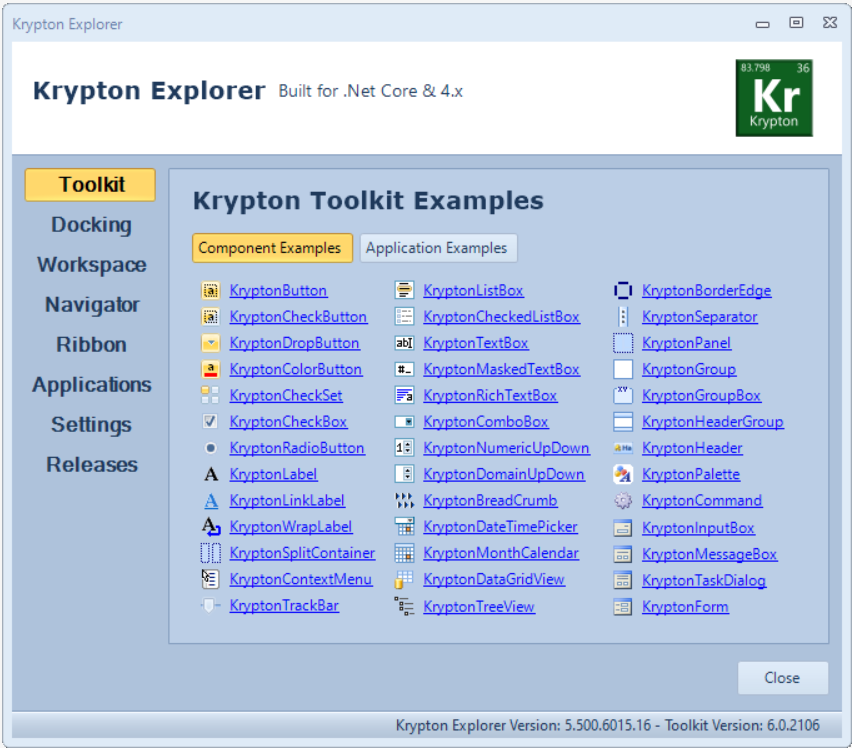 Krypton Explorer
Krypton Explorer Built for .Net Core & 4.x
83.798 36
Kr
Krypton
Toolkit
Docking
Workspace
Navigator
Ribbon
Applications
Settings
Releases
Krypton Toolkit Examples
Component Examples Application Examples
KryptonButton
KryptonCheckButton
KryptonDropButton
KryptonColorButton
KryptonCheckSet
KryptonCheckBox
KryptonRadioButton
KryptonLabel
KryptonLinkLabel
KryptonWrapLabel
KryptonSplitContainer
KryptonContextMenu
KryptonTrackBar
KryptonListBox
KryptonCheckedListBox
KryptonTextBox
KryptonMaskedTextBox
KryptonRichTextBox
KryptonComboBox
KryptonNumericUpDown
KryptonDomainUpDown
KryptonBreadCrumb
KryptonDateTimePicker
KryptonMonthCalendar
KryptonDataGridView
KryptonTreeView
KryptonBorderEdge
KryptonSeparator
KryptonPanel
KryptonGroup
KryptonGroupBox
KryptonHeaderGroup
KryptonHeader
KryptonPalette
KryptonCommand
KryptonInputBox
KryptonMessageBox
KryptonTaskDialog
KryptonForm
Close
Krypton Explorer Version: 5.500.6015.16 - Toolkit Version: 6.0.2106